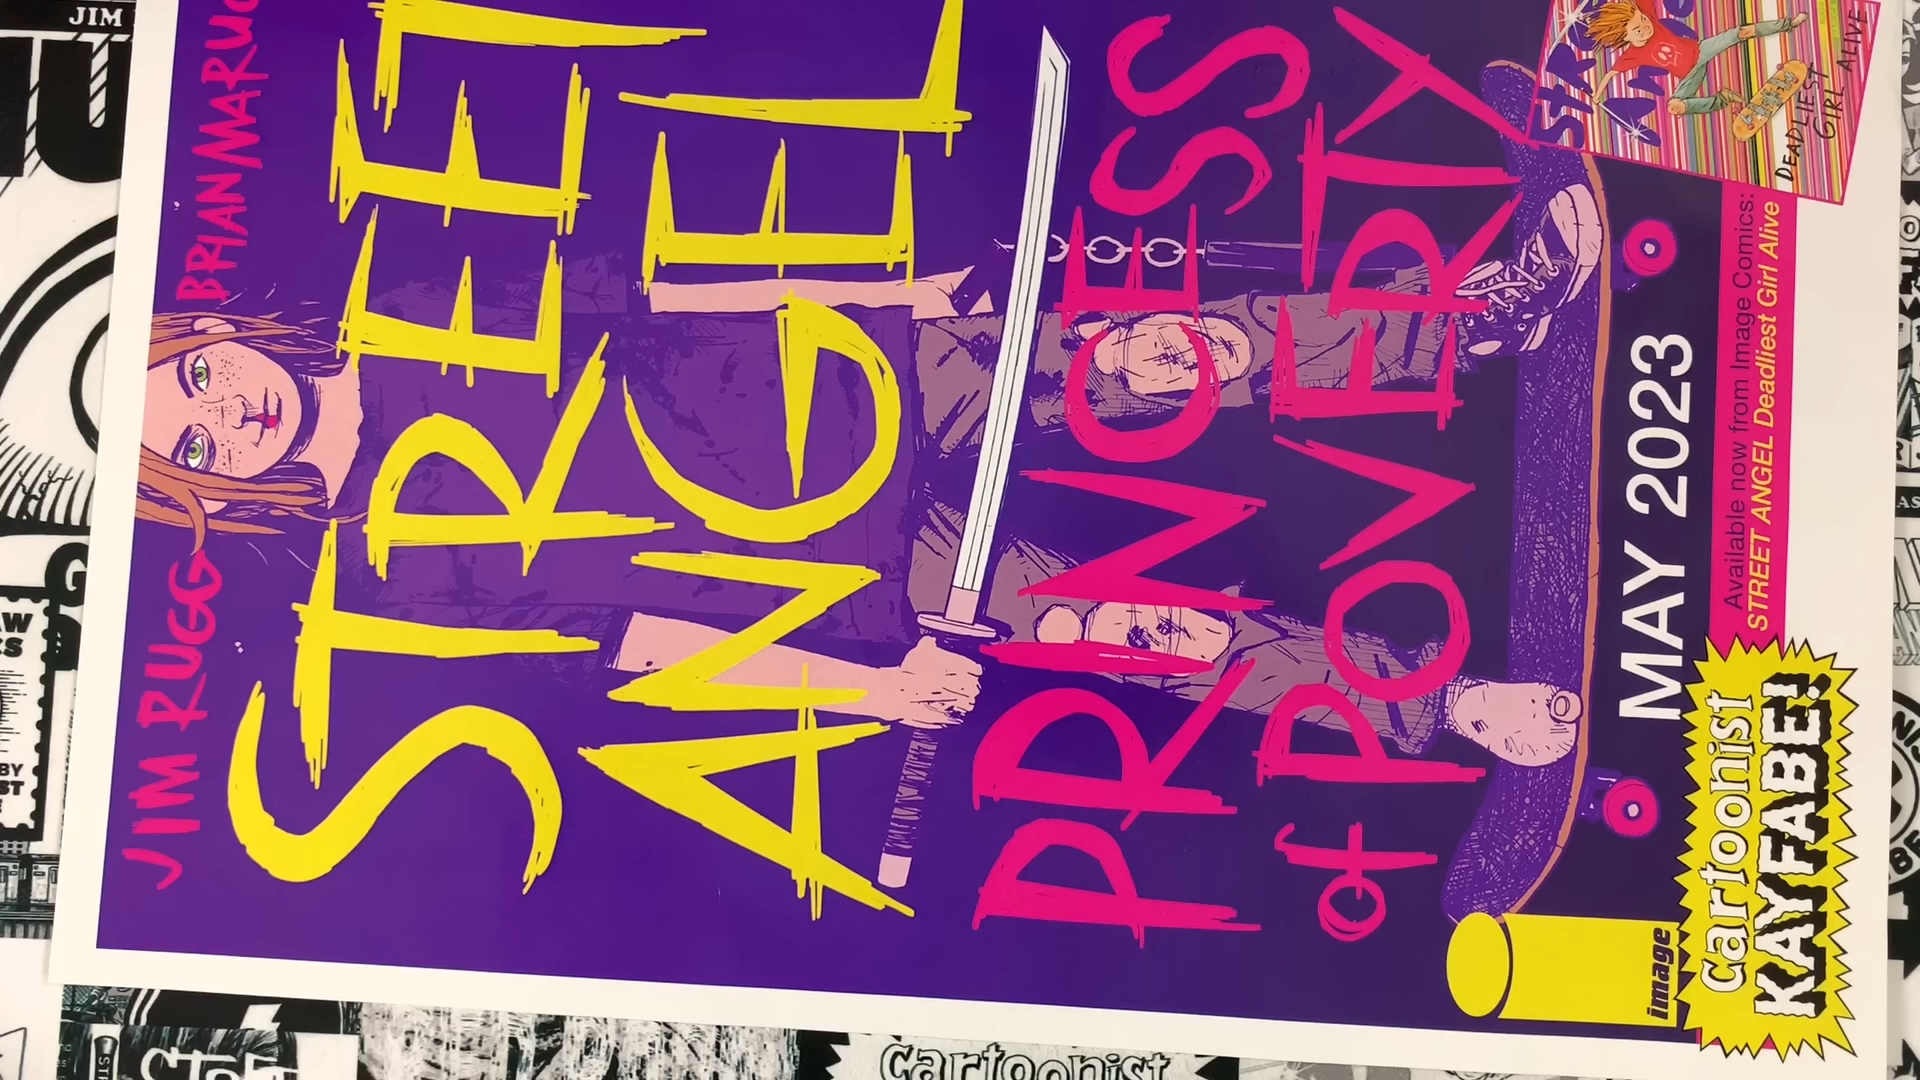 JIM RUGG BRIAN MARUCA
STREET
ANGEL
PRINCESS
of POVERTY
MAY 2023
Available now from Image Comics:
STREET ANGEL Deadliest Girl Alive
DEADLIEST
GIRL
ALIVE
image
Cartoonist
KAYFABE!
JIM
cartoonist